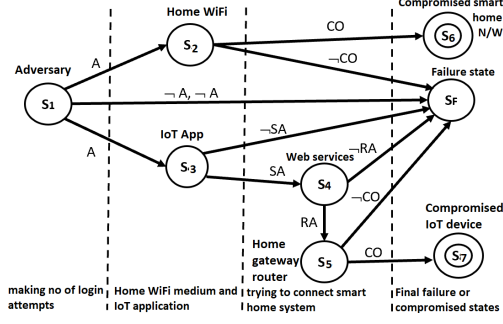 Compromised smart
home
N/W
Home WiFi
S2
CO
S6
A
¬CO
Failure state
Adversary
S1
¬ A, ¬ A
SF
IoT App
¬SA
A
S3
SA
Web services
S4
¬RA
¬CO
RA
Compromised
IoT device
Home
gateway
router
S5
CO
S7
making no of login
attempts
Home WiFi medium and
IoT application
trying to connect smart
home system
Final failure or
compromised states